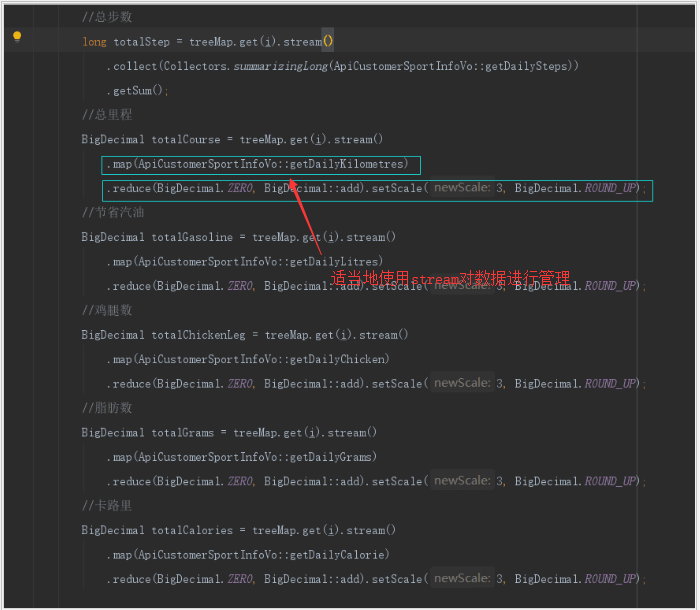 //总步数
long totalStep = treeMap.get(i).stream()
.collect(Collectors.summarisingLong(ApiCustomerSportInfoVo::getDailySteps))
.getSum();
//总里程
BigDecimal totalCourse = treeMap.get(i).stream()
.map(ApiCustomerSportInfoVo::getDailyKilometres)
.reduce(BigDecimal.ZERO, BigDecimal::add).setScale( newScale: 3, BigDecimal.ROUND_UP);
//节省汽油
BigDecimal totalGasoline = treeMap.get(i).stream()
.map(ApiCustomerSportInfoVo::getDailyLitres)
适当地使用stream对数据进行管理
.reduce(BigDecimal.ZERO, BigDecimal::add).setScale( newScale: 3, BigDecimal.ROUND_UP);
//鸡腿数
BigDecimal totalChickenLeg = treeMap.get(i).stream()
.map(ApiCustomerSportInfoVo::getDailyChicken)
.reduce(BigDecimal.ZERO, BigDecimal::add).setScale( newScale: 3, BigDecimal.ROUND_UP);
//脂肪数
BigDecimal totalGrams = treeMap.get(i).stream()
.map(ApiCustomerSportInfoVo::getDailyGrams)
.reduce(BigDecimal.ZERO, BigDecimal::add).setScale( newScale: 3, BigDecimal.ROUND_UP);
//卡路里
BigDecimal totalCalories = treeMap.get(i).stream()
.map(ApiCustomerSportInfoVo::getDailyCalorie)
.reduce(BigDecimal.ZERO, BigDecimal::add).setScale( newScale: 3, BigDecimal.ROUND_UP);